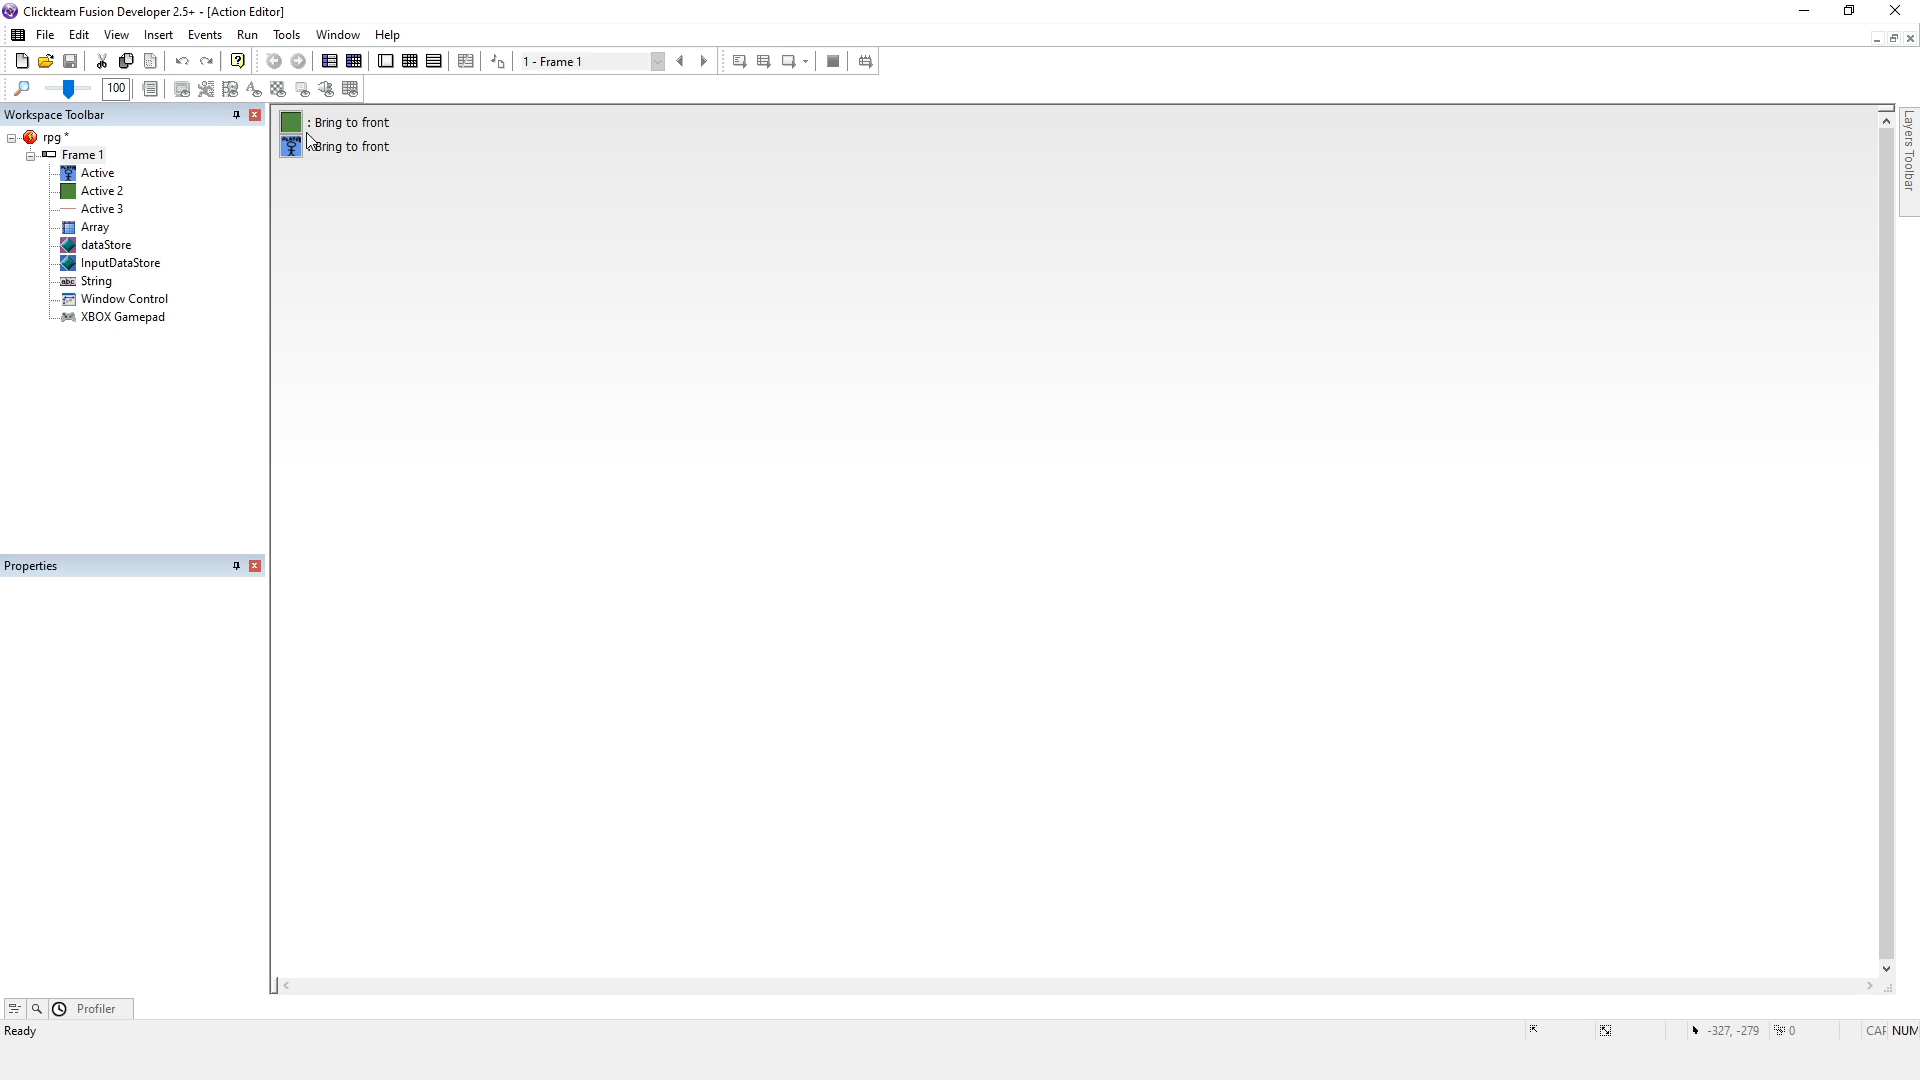 Clickteam Fusion Developer 2.5+ - [Action Editor]
File Edit View Insert Events Run Tools Window Help
1 - Frame 1
100
Workspace Toolbar
rpg *
Frame 1
Active
Active 2
Active 3
Array
dataStore
InputDataStore
String
Window Control
XBOX Gamepad
: Bring to front
Bring to front
Layers Toolbar
Properties
Profiler
Ready
-327, -279
0
CAF NUM